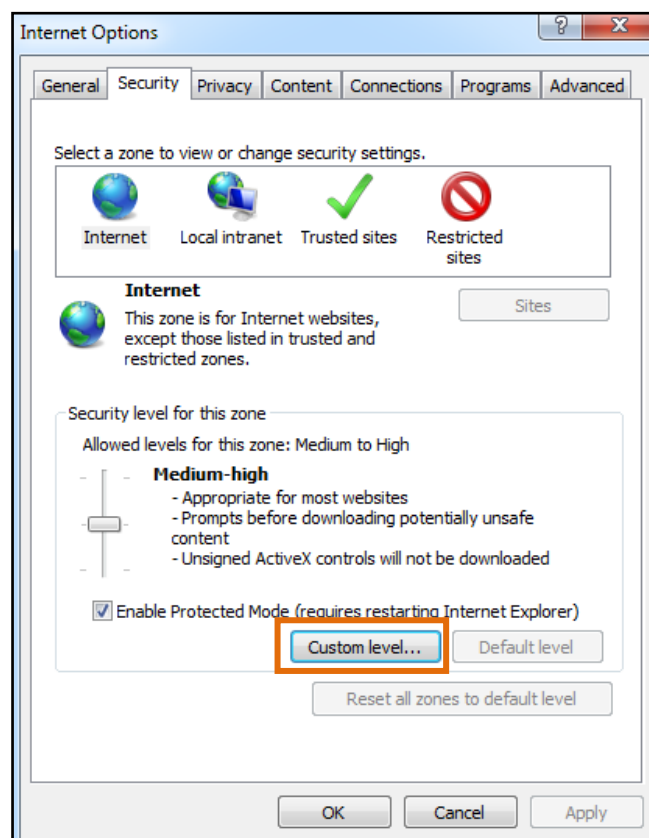 Internet Options
General Security Privacy Content Connections Programs Advanced
Select a zone to view or change security settings.
Internet Local intranet Trusted sites Restricted
sites
Internet
This zone is for Internet websites,
except those listed in trusted and
restricted zones.
Sites
Security level for this zone
Allowed levels for this zone: Medium to High
Medium-high
- Appropriate for most websites
- Prompts before downloading potentially unsafe
content
- Unsigned ActiveX controls will not be downloaded
Enable Protected Mode (requires restarting Internet Explorer)
Custom level... Default level
Reset all zones to default level
OK Cancel Apply